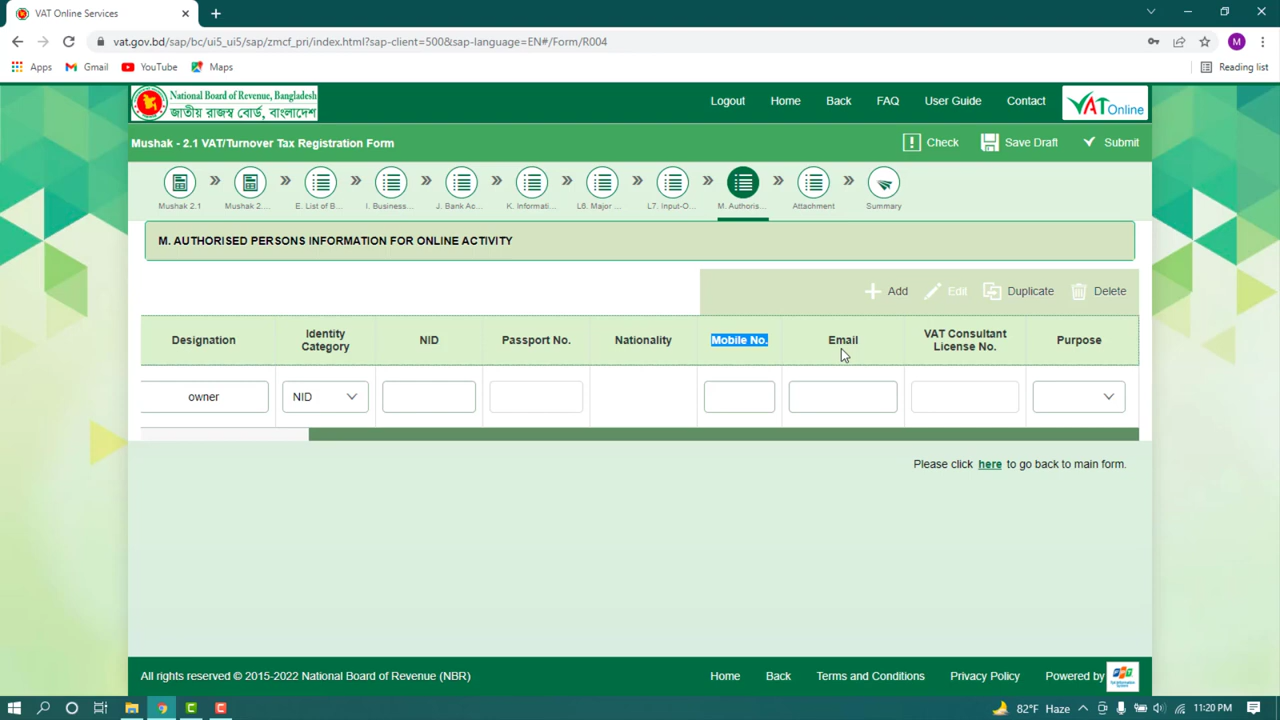 VAT Online Services
vat.gov.bd/sap/bc/ui5_ui5/sap/zmcf_pri/index.html?sap-client=500&sap-language=EN#/Form/R004
M
Apps
Gmail
YouTube
Maps
Reading list
National Board of Revenue, Bangladesh
জাতীয় রাজস্ব বোর্ড, বাংলাদেশ
Logout
Home
Back
FAQ
User Guide
Contact
VAT Online
Mushak - 2.1 VAT/Turnover Tax Registration Form
Check
Save Draft
Submit
Mushak 2.1
Mushak 2....
E. List of B...
I. Business...
J. Bank Ac...
K. Informati...
L6. Major ...
L7. Input-O...
M. Authoris...
Attachment
Summary
M. AUTHORISED PERSONS INFORMATION FOR ONLINE ACTIVITY
Add
Edit
Duplicate
Delete
Designation
Identity
Category
NID
Passport No.
Nationality
Mobile No.
Email
VAT Consultant
License No.
Purpose
owner
NID
Please click here to go back to main form.
All rights reserved © 2015-2022 National Board of Revenue (NBR)
Home
Back
Terms and Conditions
Privacy Policy
Powered by
82°F Haze
11:20 PM